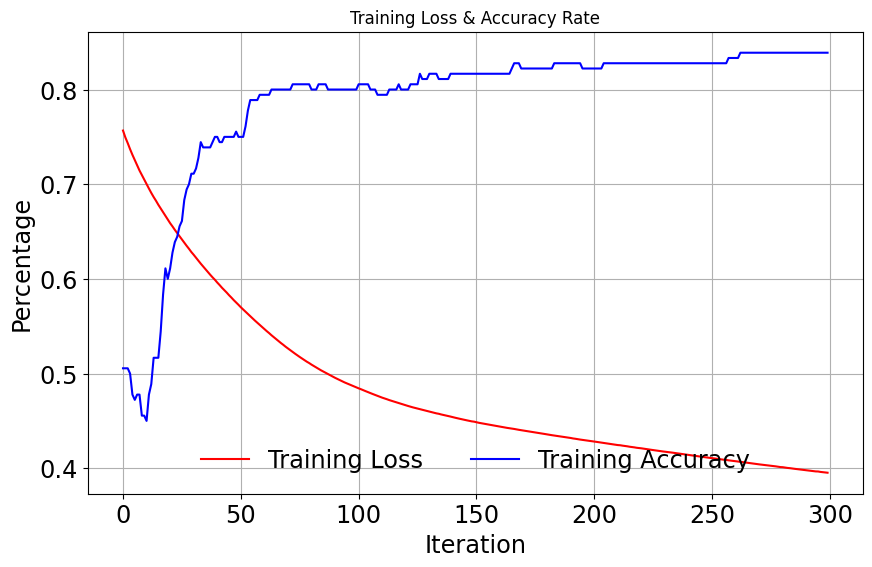 Training Loss & Accuracy Rate
Percentage
0.8
0.7
0.6
0.5
0.4
Training Loss
Training Accuracy
0 50 100 150 200 250 300
Iteration